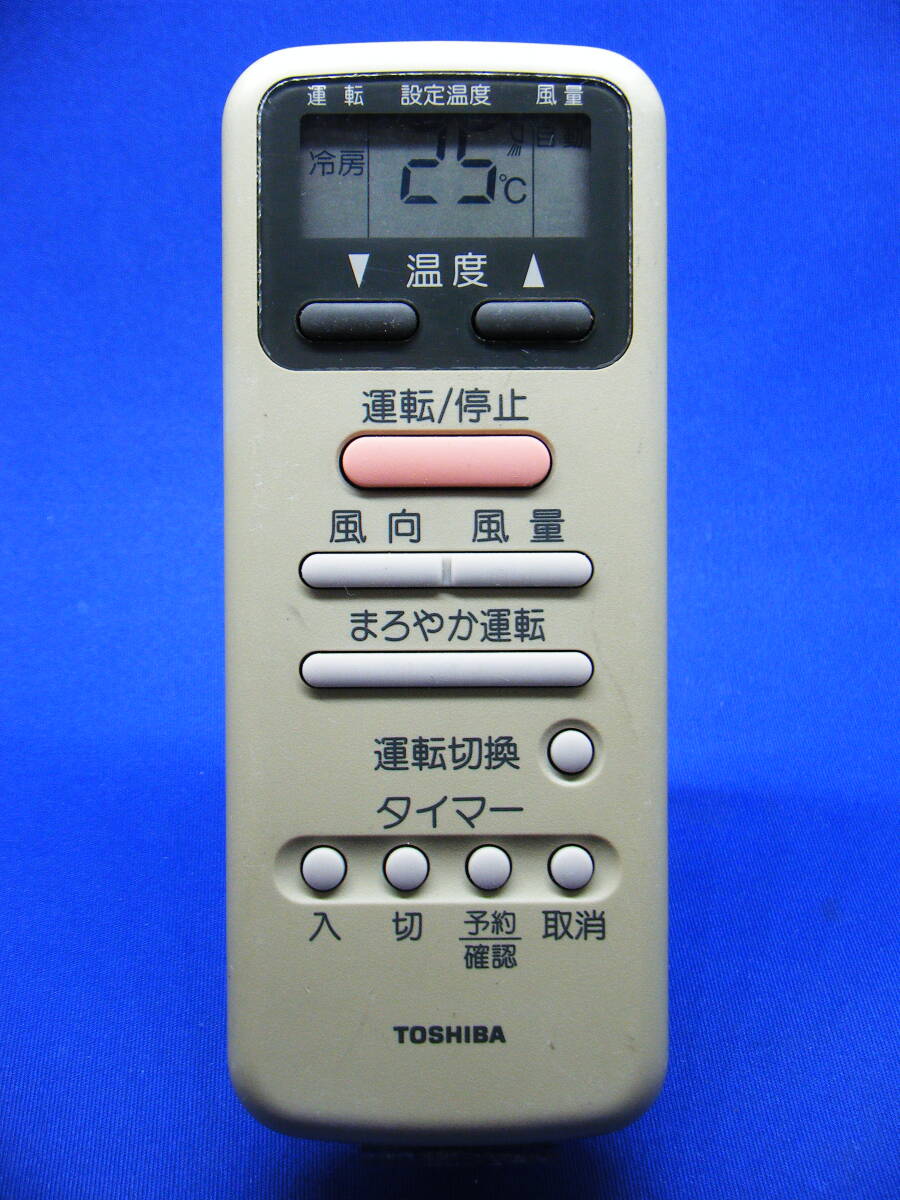 運転 設定温度 風量
冷房 25℃ 自動
▼ 温度 ▲
運転/停止
風向 風量
まろやか運転
運転切換
タイマー
入 切 予約/確認 取消
TOSHIBA